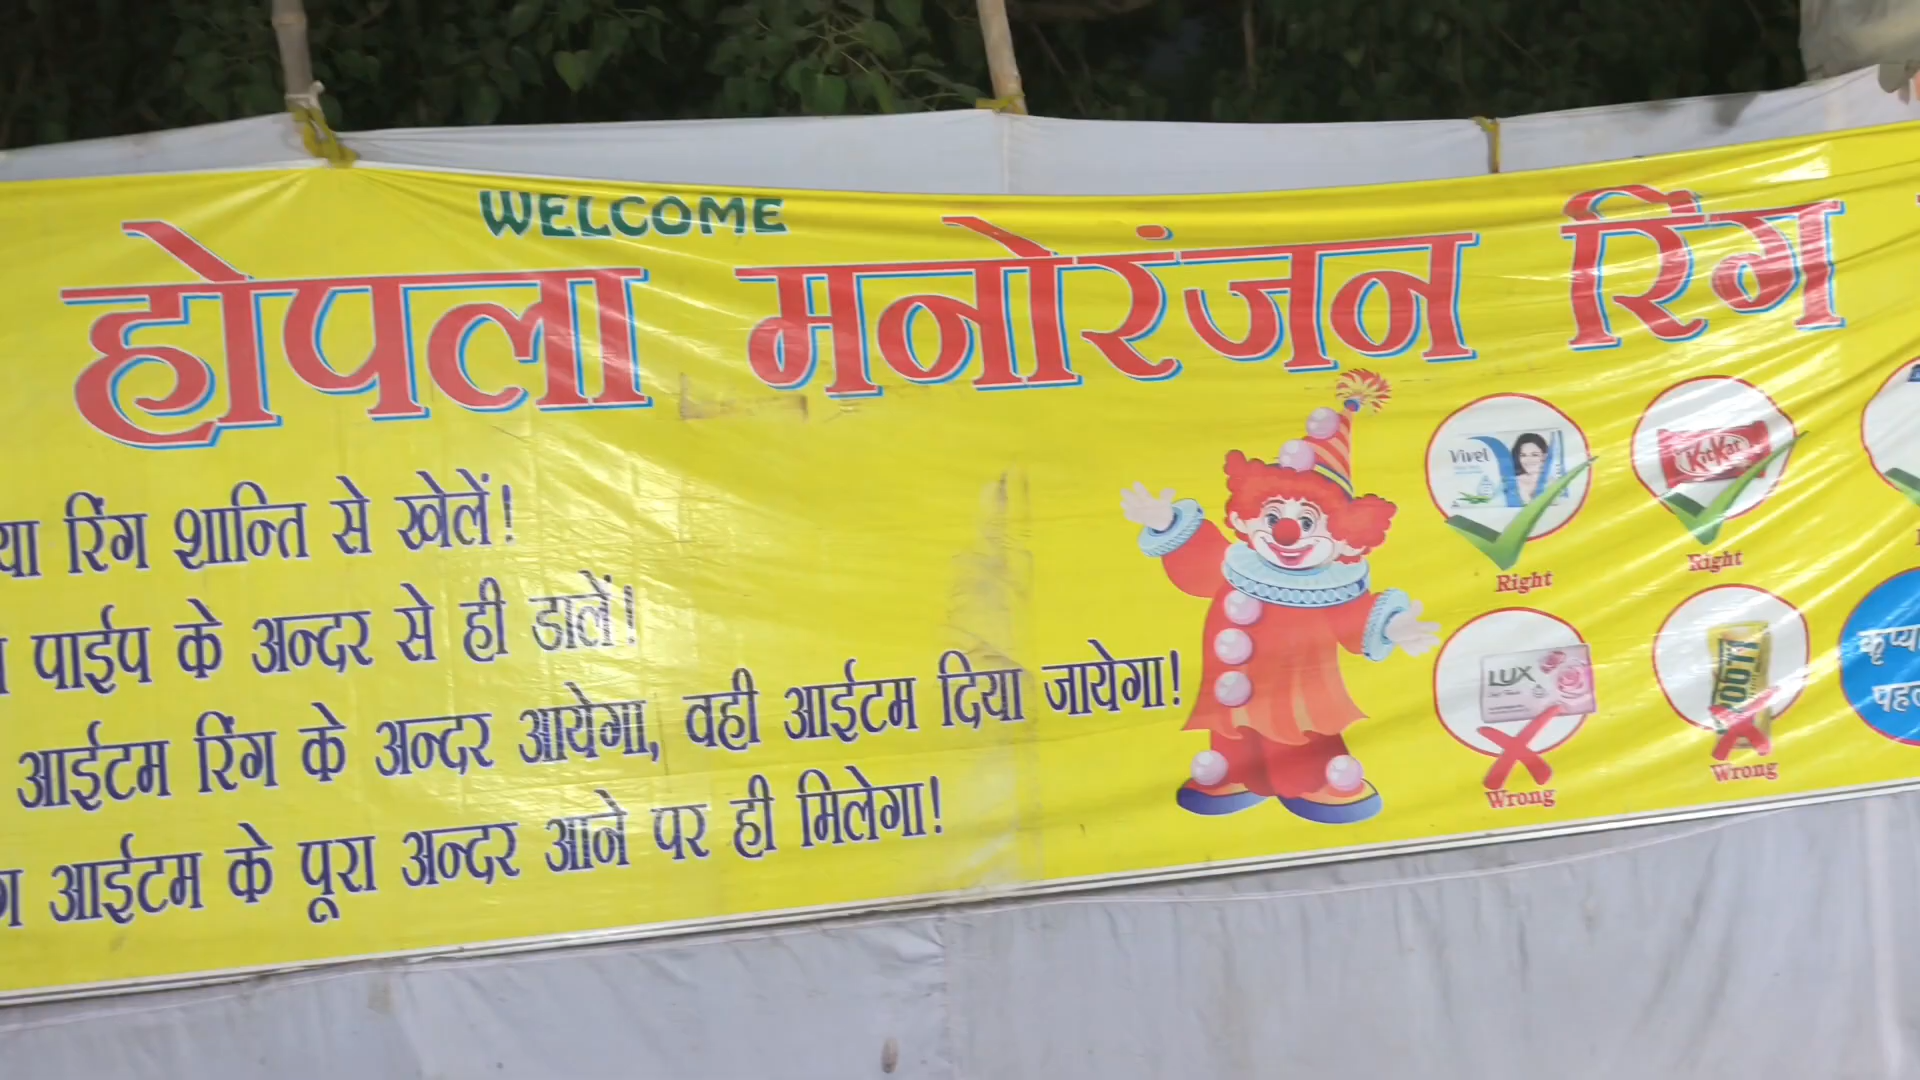 WELCOME
होपला मनोरंजन रिंग
रिंग शान्ति से खेलें!
पाईप के अन्दर से ही डालें!
आईटम रिंग के अन्दर आयेगा, वही आईटम दिया जायेगा!
आईटम के पूरा अन्दर आने पर ही मिलेगा!
Vivel
KitKat
Right
Right
LUX
Wrong
Wrong